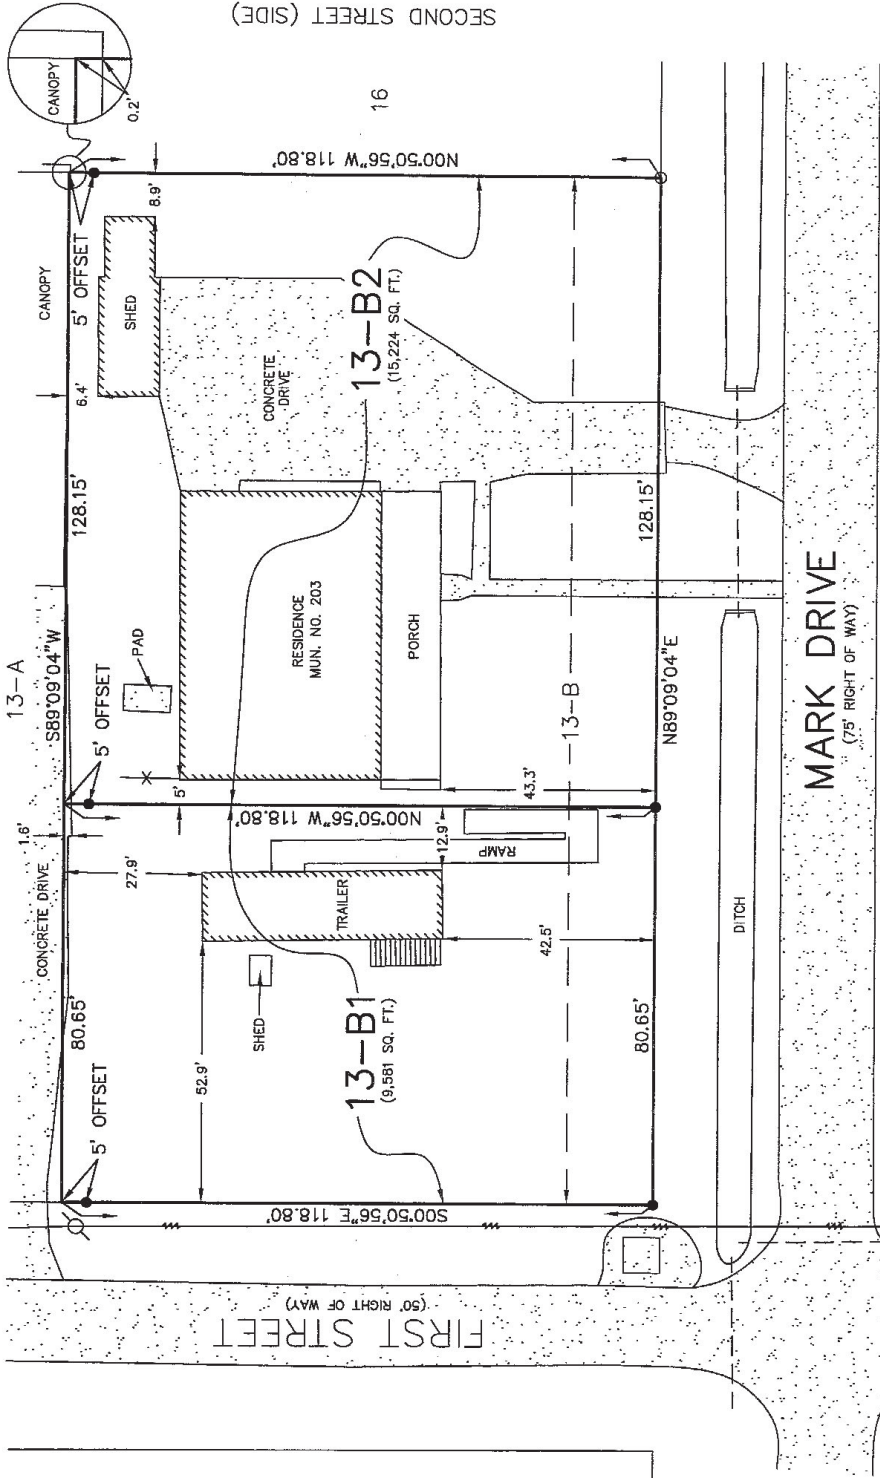 SECOND STREET (SIDE)
CANOPY
0.2'
16
N00°50'56"W 118.80'
8.9'
5' OFFSET
CANOPY
SHED
6.4'
CONCRETE
DRIVE
13-B2
(15,224 SQ. FT.)
128.15'
128.15'
13-A
S89°09'04"W
PAD
RESIDENCE
MUN. NO. 203
PORCH
13-B
N89°09'04"E
MARK DRIVE
(75' RIGHT OF WAY)
5' OFFSET
5'
43.3'
N00°50'56"W 118.80'
1.6'
CONCRETE DRIVE
27.9'
12.9'
RAMP
TRAILER
42.5'
DITCH
SHED
80.65'
80.65'
52.9'
13-B1
(9,581 SQ. FT.)
5' OFFSET
S00°50'56"E 118.80'
FIRST STREET
(50' RIGHT OF WAY)